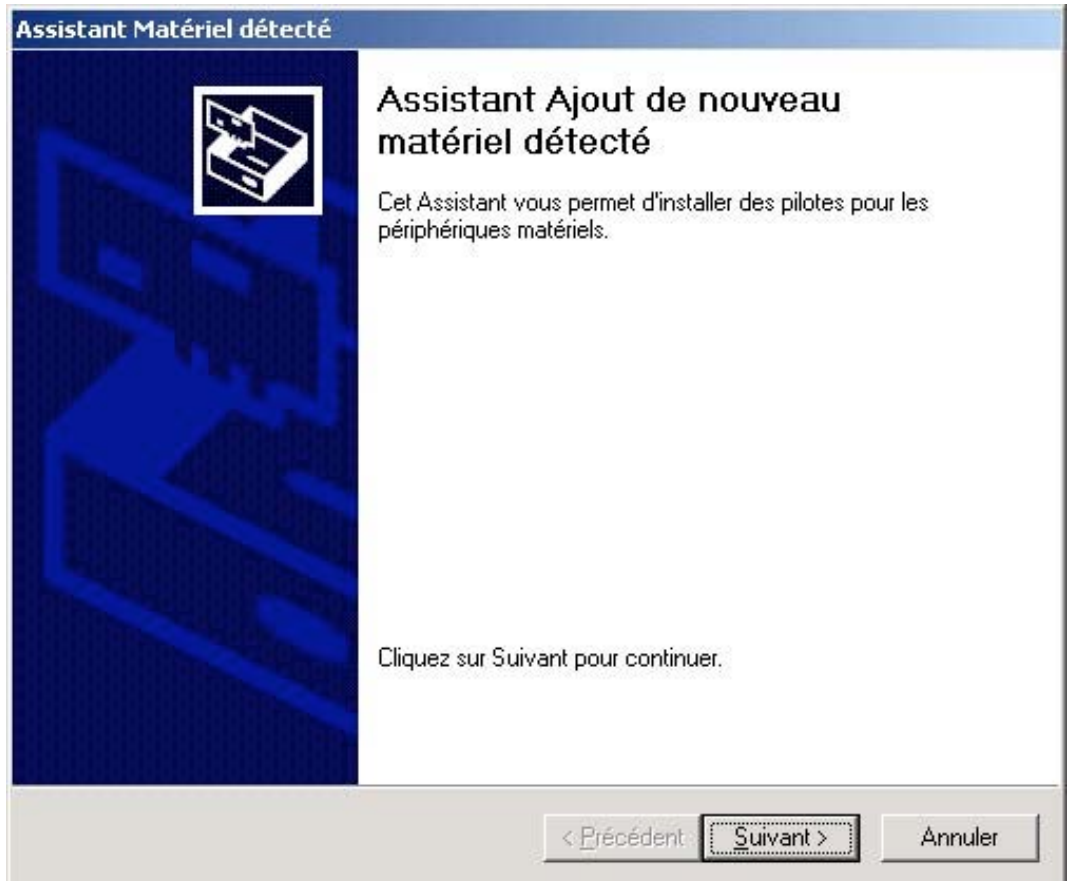 Assistant Matériel détecté
Assistant Ajout de nouveau
matériel détecté
Cet Assistant vous permet d'installer des pilotes pour les
périphériques matériels.
Cliquez sur Suivant pour continuer.
< Précédent
Suivant >
Annuler